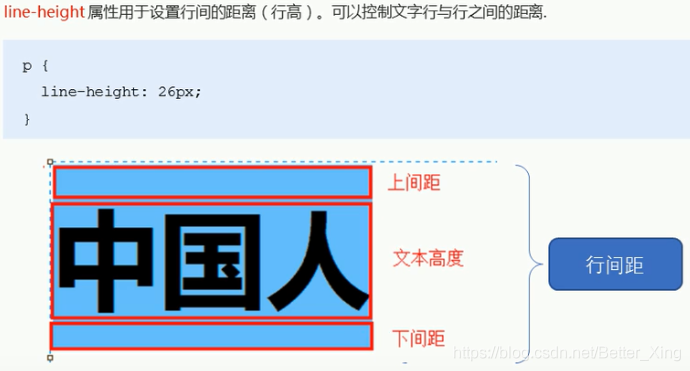 line-height 属性用于设置行间的距离（行高）。可以控制文字行与行之间的距离.
p {
line-height: 26px;
}
上间距
中国人
文本高度
行间距
下间距
https://blog.csdn.net/Better_Xing